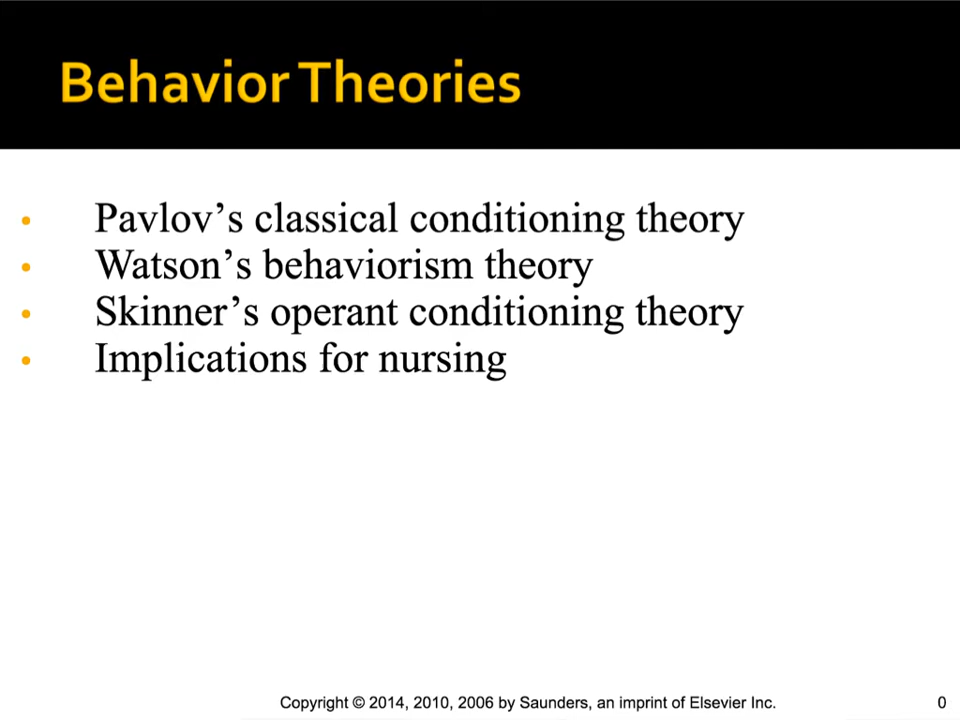 Behavior Theories
• Pavlov’s classical conditioning theory
• Watson’s behaviorism theory
• Skinner’s operant conditioning theory
• Implications for nursing
Copyright © 2014, 2010, 2006 by Saunders, an imprint of Elsevier Inc. 0